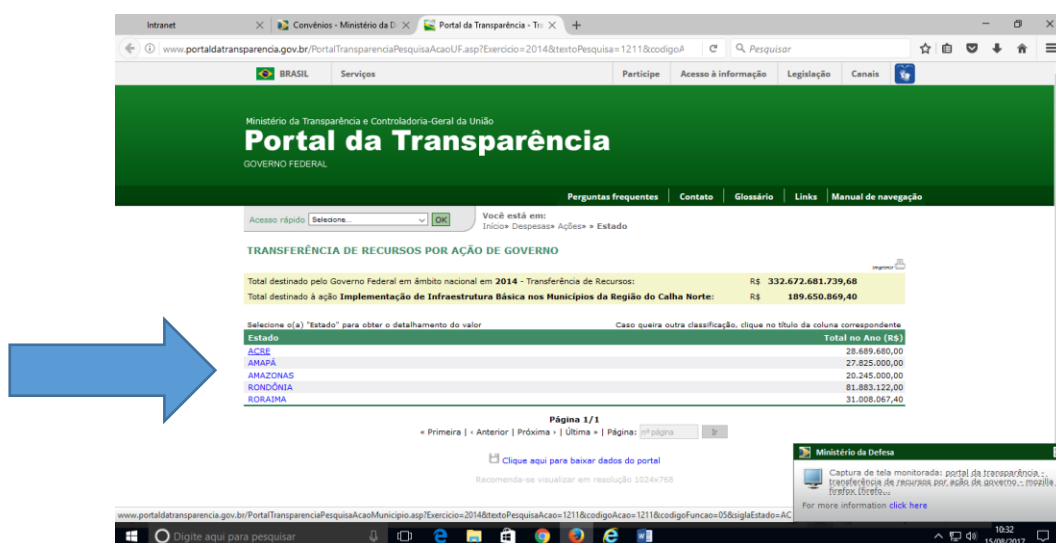 Intranet
Convênios - Ministério da D
Portal da Transparência - Tra
www.portaldatransparencia.gov.br/PortalTransparenciaPesquisaAcaoUF.asp?Exercicio=2014&textoPesquisa=1211&codigoA
Pesquisar
BRASIL Serviços Participe Acesso à informação Legislação Canais
Ministério da Transparência e Controladoria-Geral da União
Portal da Transparência
GOVERNO FEDERAL
Perguntas frequentes Contato Glossário Links Manual de navegação
Acesso rápido Selecione... OK
Você está em:
Início» Despesas» Ações» » Estado
TRANSFERÊNCIA DE RECURSOS POR AÇÃO DE GOVERNO
Imprimir
Total destinado pelo Governo Federal em âmbito nacional em 2014 - Transferência de Recursos: R$ 332.672.681.739,68
Total destinado à ação Implementação de Infraestrutura Básica nos Municípios da Região do Calha Norte: R$ 189.650.869,40
Selecione o(a) "Estado" para obter o detalhamento do valor Caso queira outra classificação, clique no título da coluna correspondente
Estado Total no Ano (R$)
ACRE 28.689.680,00
AMAPÁ 27.825.000,00
AMAZONAS 20.245.000,00
RONDÔNIA 81.883.122,00
RORAIMA 31.008.067,40
Página 1/1
« Primeira | ‹ Anterior | Próxima › | Última » | Página: nº página Ir
Clique aqui para baixar dados do portal
Recomenda-se visualizar em resolução 1024x768
Ministério da Defesa
Captura de tela monitorada: portal da transparência -
transferência de recursos por ação de governo - mozilla
firefox (firefo...
For more information click here
www.portaldatransparencia.gov.br/PortalTransparenciaPesquisaAcaoMunicipio.asp?Exercicio=2014&textoPesquisaAcao=1211&codigoAcao=1211&codigoFuncao=05&siglaEstado=AC
Digite aqui para pesquisar
10:32
15/08/2017